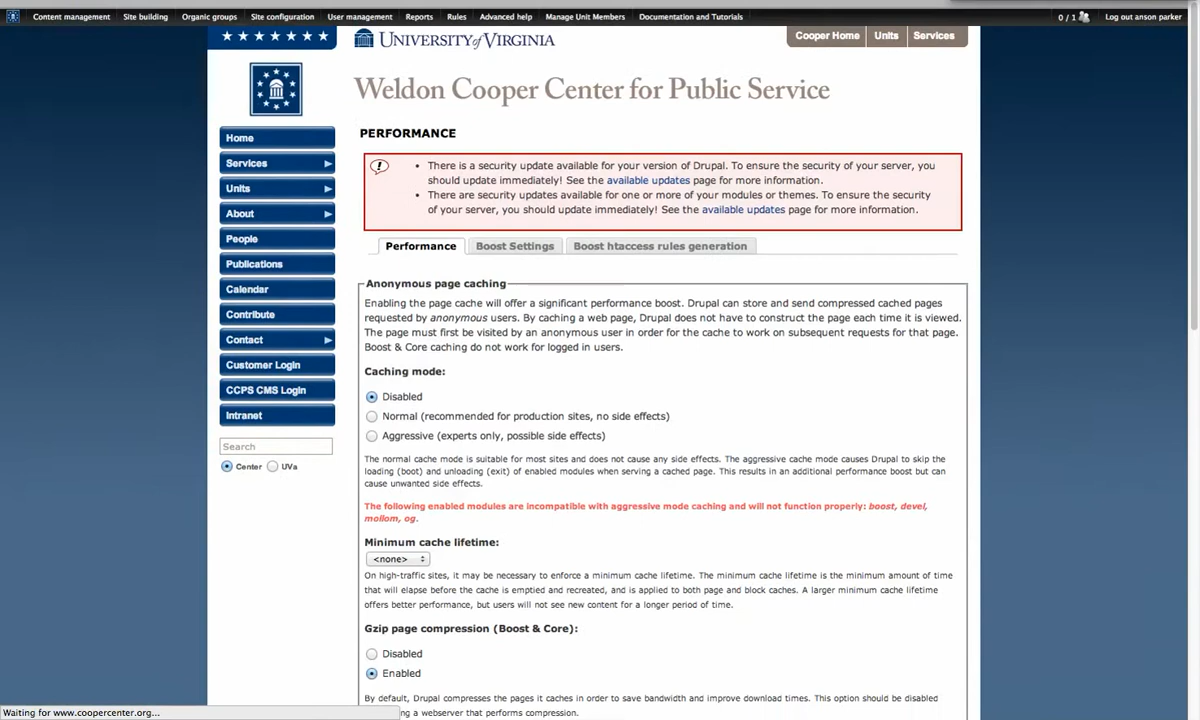 Content management Site building Organic groups Site configuration User management Reports Rules Advanced help Manage Unit Members Documentation and Tutorials 0 / 1 Log out anson parker
UNIVERSITY of VIRGINIA
Cooper Home Units Services
Weldon Cooper Center for Public Service
Home
Services
Units
About
People
Publications
Calendar
Contribute
Contact
Customer Login
CCPS CMS Login
Intranet
Search
Center UVa
PERFORMANCE
• There is a security update available for your version of Drupal. To ensure the security of your server, you
should update immediately! See the available updates page for more information.
• There are security updates available for one or more of your modules or themes. To ensure the security
of your server, you should update immediately! See the available updates page for more information.
Performance Boost Settings Boost htaccess rules generation
Anonymous page caching
Enabling the page cache will offer a significant performance boost. Drupal can store and send compressed cached pages
requested by anonymous users. By caching a web page, Drupal does not have to construct the page each time it is viewed.
The page must first be visited by an anonymous user in order for the cache to work on subsequent requests for that page.
Boost & Core caching do not work for logged in users.
Caching mode:
Disabled
Normal (recommended for production sites, no side effects)
Aggressive (experts only, possible side effects)
The normal cache mode is suitable for most sites and does not cause any side effects. The aggressive cache mode causes Drupal to skip the
loading (boot) and unloading (exit) of enabled modules when serving a cached page. This results in an additional performance boost but can
cause unwanted side effects.
The following enabled modules are incompatible with aggressive mode caching and will not function properly: boost, devel,
mollom, og.
Minimum cache lifetime:
<none>
On high-traffic sites, it may be necessary to enforce a minimum cache lifetime. The minimum cache lifetime is the minimum amount of time
that will elapse before the cache is emptied and recreated, and is applied to both page and block caches. A larger minimum cache lifetime
offers better performance, but users will not see new content for a longer period of time.
Gzip page compression (Boost & Core):
Disabled
Enabled
By default, Drupal compresses the pages it caches in order to save bandwidth and improve download times. This option should be disabled
ng a webserver that performs compression.
Waiting for www.coopercenter.org...